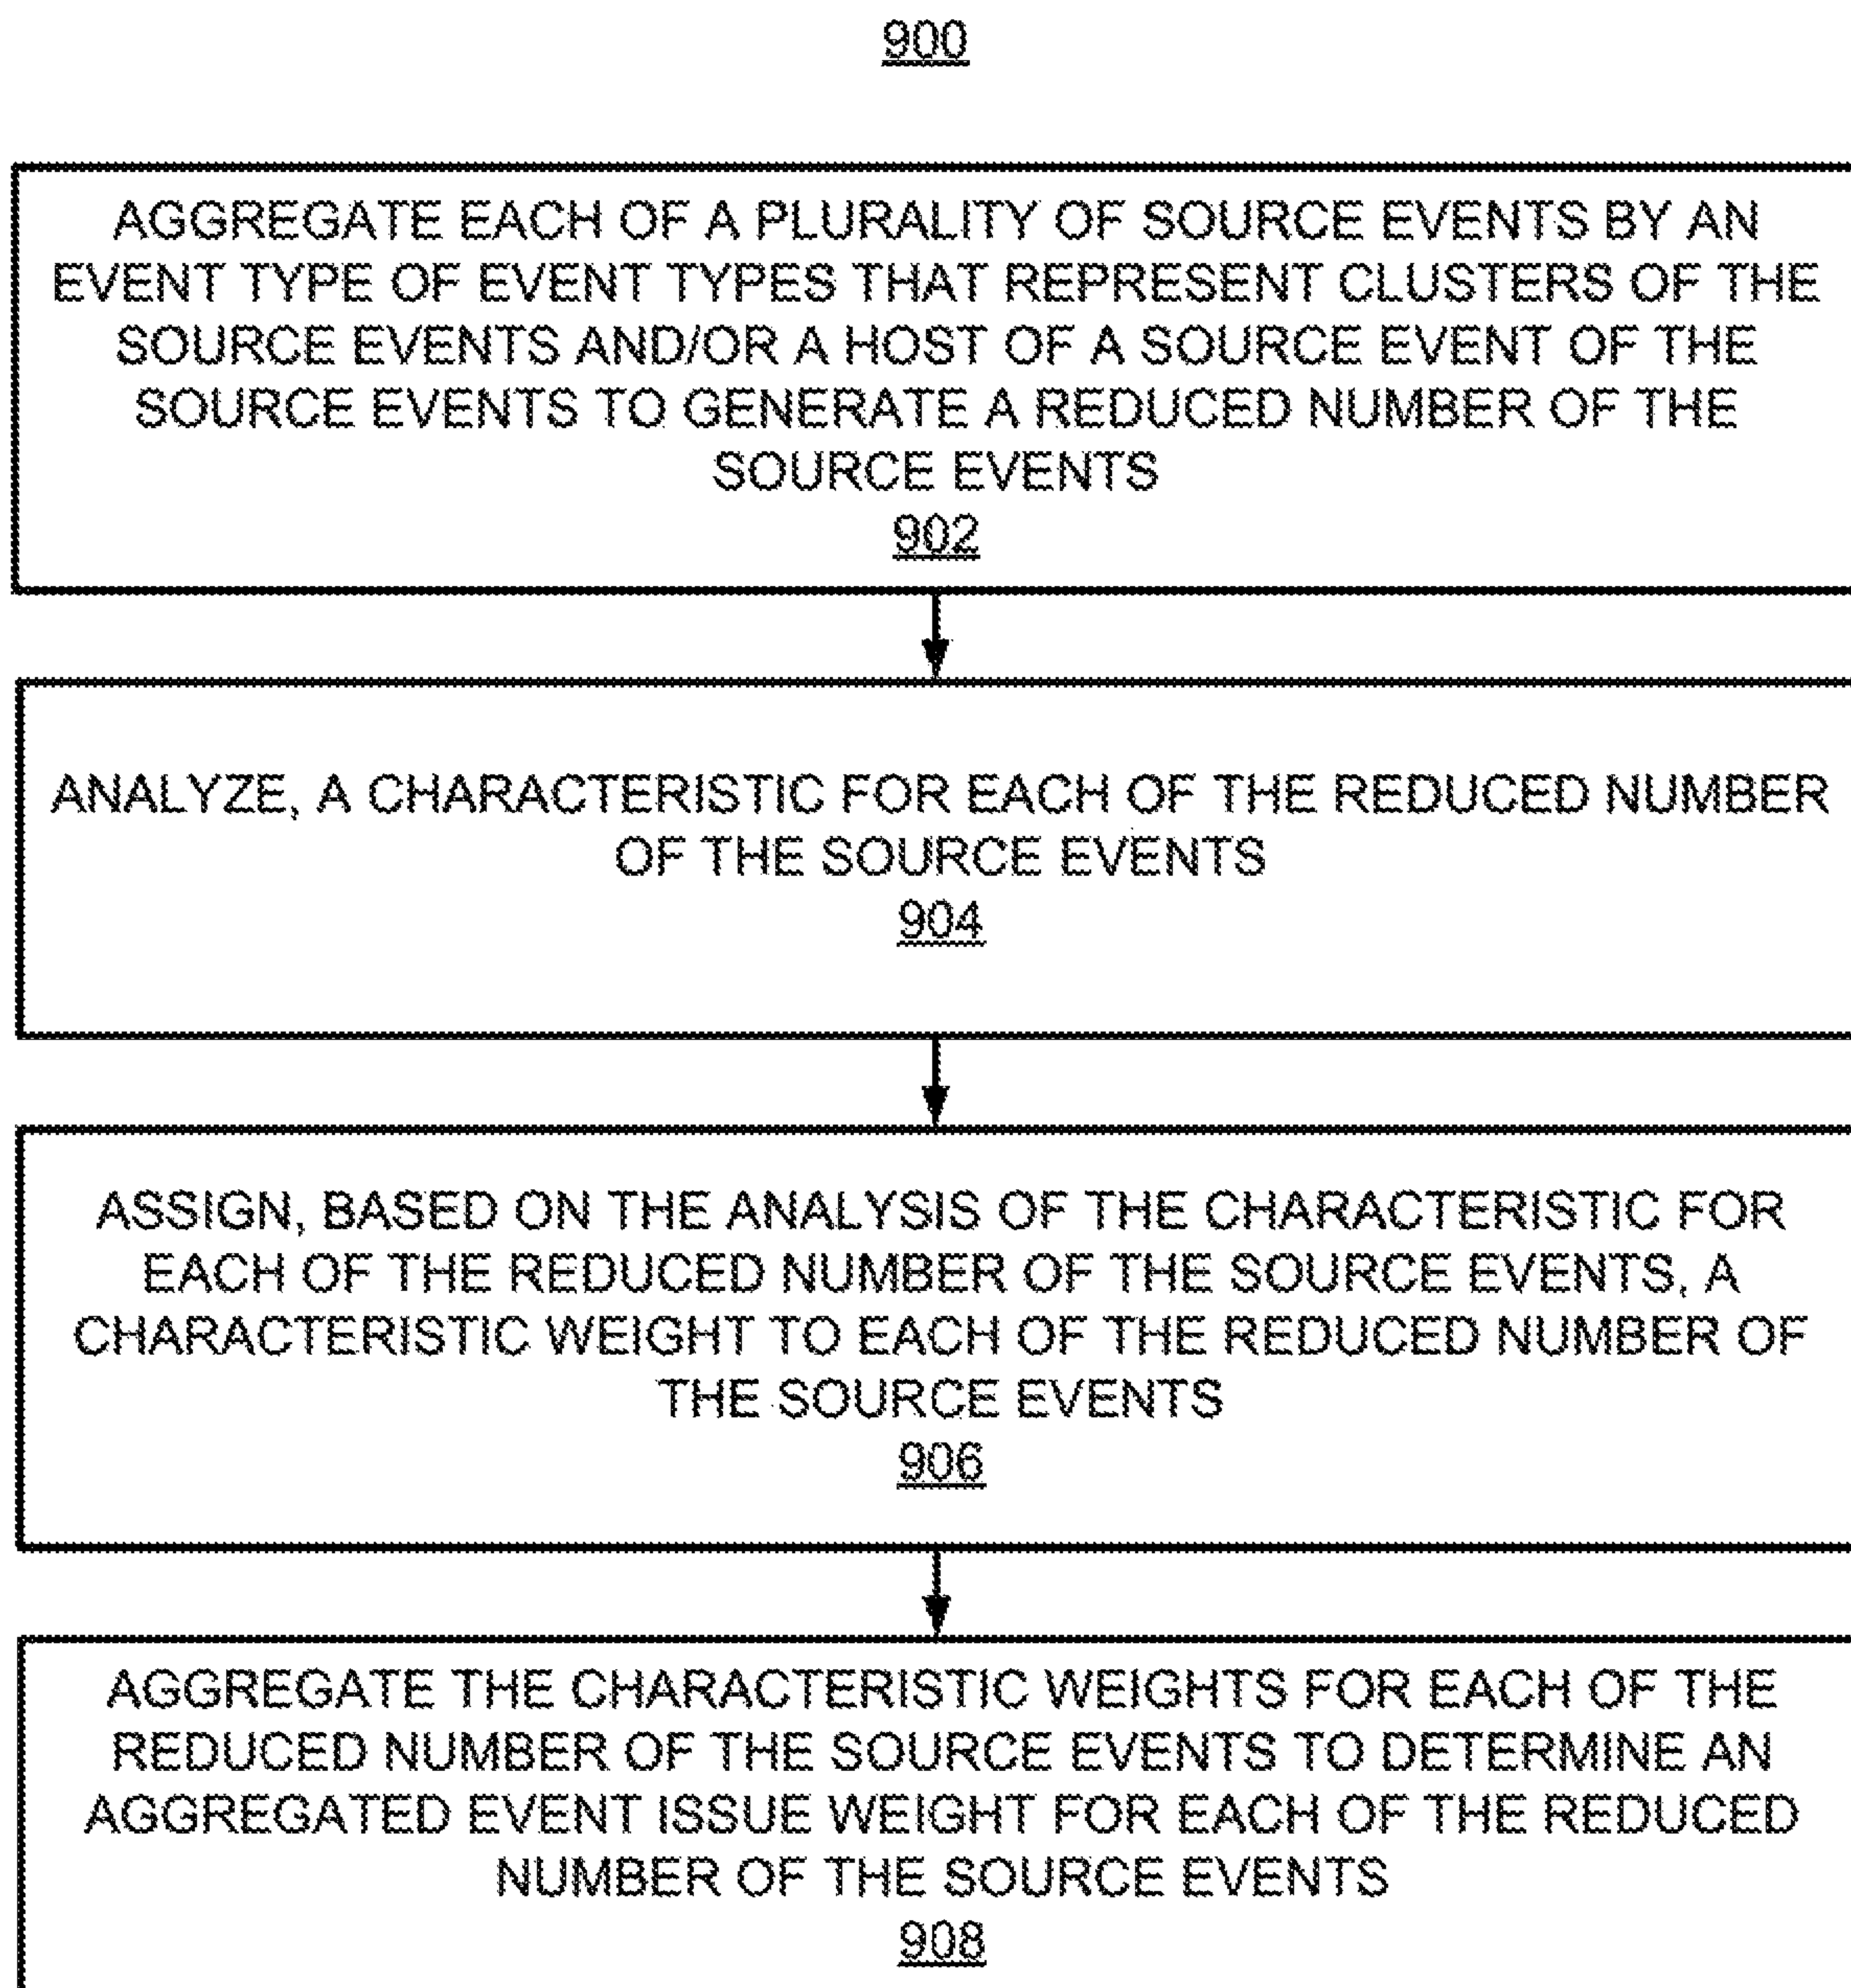 900
AGGREGATE EACH OF A PLURALITY OF SOURCE EVENTS BY AN
EVENT TYPE OF EVENT TYPES THAT REPRESENT CLUSTERS OF THE
SOURCE EVENTS AND/OR A HOST OF A SOURCE EVENT OF THE
SOURCE EVENTS TO GENERATE A REDUCED NUMBER OF THE
SOURCE EVENTS
902
ANALYZE, A CHARACTERISTIC FOR EACH OF THE REDUCED NUMBER
OF THE SOURCE EVENTS
904
ASSIGN, BASED ON THE ANALYSIS OF THE CHARACTERISTIC FOR
EACH OF THE REDUCED NUMBER OF THE SOURCE EVENTS, A
CHARACTERISTIC WEIGHT TO EACH OF THE REDUCED NUMBER OF
THE SOURCE EVENTS
906
AGGREGATE THE CHARACTERISTIC WEIGHTS FOR EACH OF THE
REDUCED NUMBER OF THE SOURCE EVENTS TO DETERMINE AN
AGGREGATED EVENT ISSUE WEIGHT FOR EACH OF THE REDUCED
NUMBER OF THE SOURCE EVENTS
908